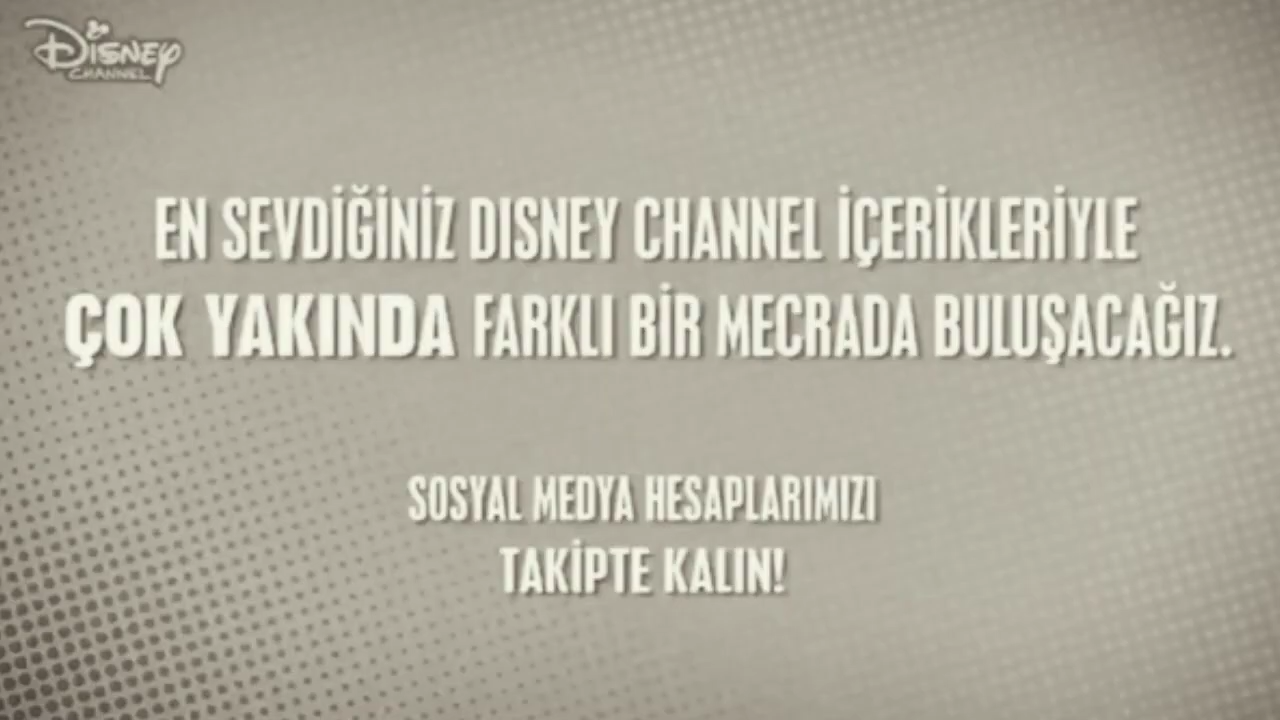 DISNEY
CHANNEL
EN SEVDİĞİNİZ DISNEY CHANNEL İÇERİKLERİYLE
ÇOK YAKINDA FARKLI BİR MECRADA BULUŞACAĞIZ.
SOSYAL MEDYA HESAPLARIMIZI
TAKİPTE KALIN!